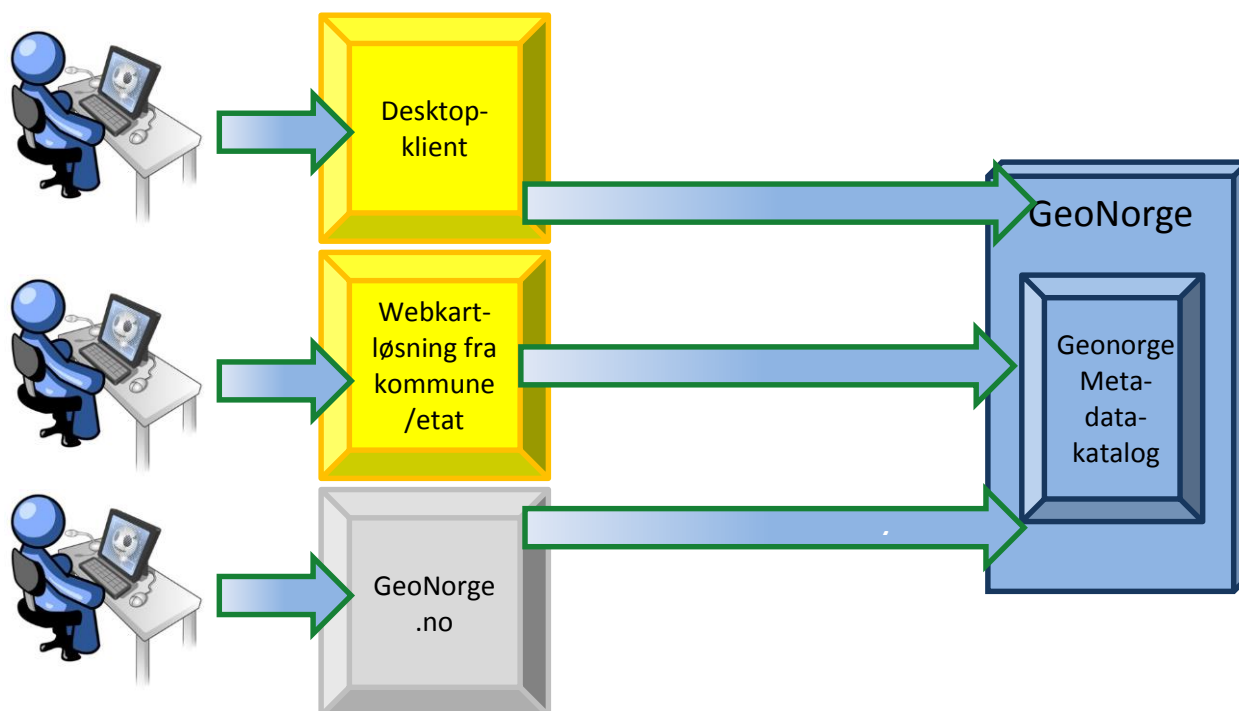 Desktop-
klient
GeoNorge
Webkart-
løsning fra
kommune
/etat
Geonorge
Meta-
data-
katalog
GeoNorge
.no